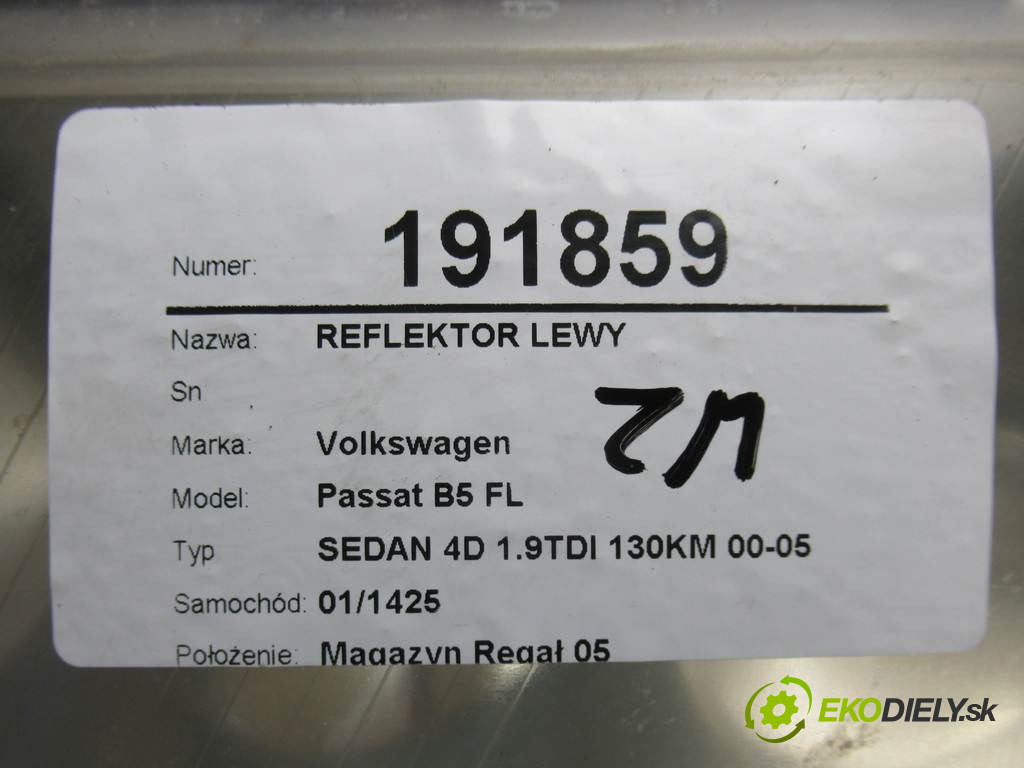 Numer: 191859
Nazwa: REFLEKTOR LEWY
Sn
Marka: Volkswagen
Model: Passat B5 FL
Typ SEDAN 4D 1.9TDI 130KM 00-05
Samochód: 01/1425
Położenie: Magazyn Regał 05
EKODIELY.sk